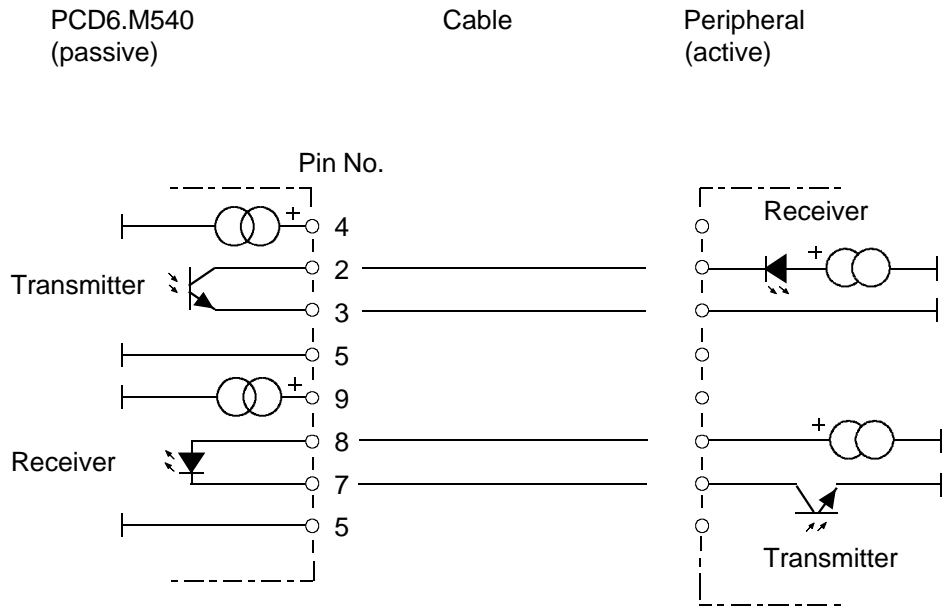 PCD6.M540 Cable Peripheral
(passive) (active)
Pin No.
+ 4
Receiver
2 +
Transmitter
3
5
+ 9
8 +
Receiver
7
5
Transmitter